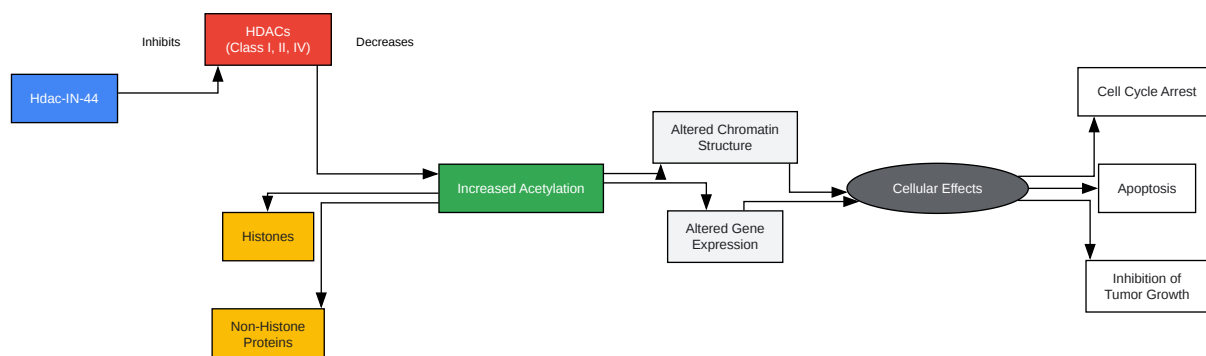 Inhibits
HDACs
(Class I, II, IV)
Decreases
Hdac-IN-44
Increased Acetylation
Histones
Non-Histone
Proteins
Altered Chromatin
Structure
Altered Gene
Expression
Cellular Effects
Cell Cycle Arrest
Apoptosis
Inhibition of
Tumor Growth